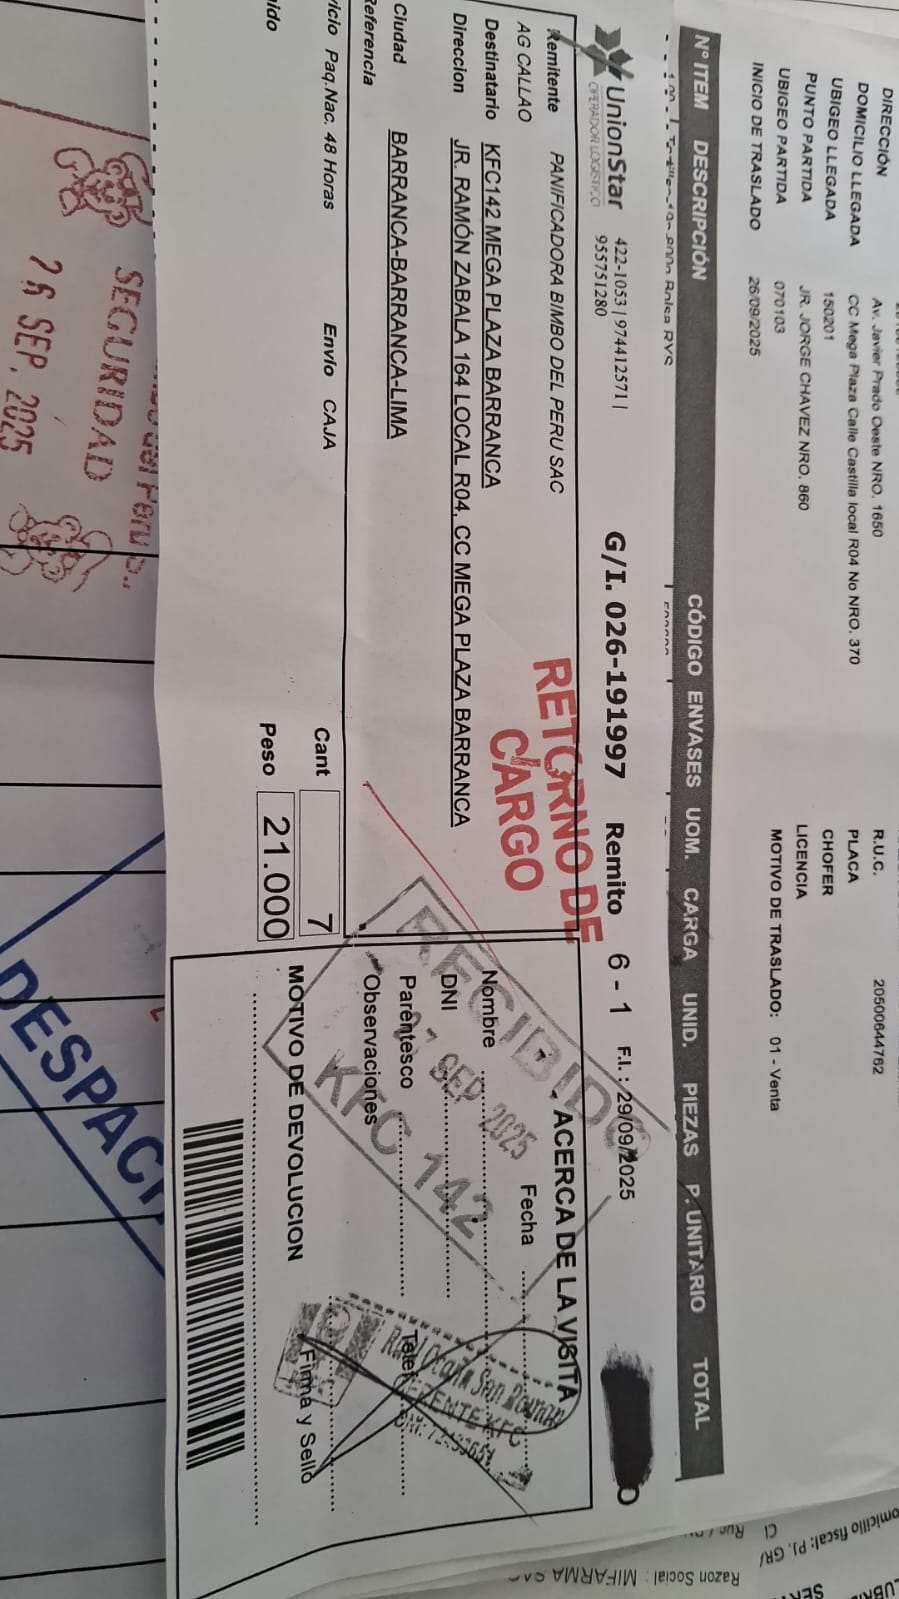 DIRECCIÓN Av. Javier Prado Oeste NRO. 1650 R.U.C. 20500644762
DOMICILIO LLEGADA CC Mega Plaza Calle Castilla local R04 No NRO. 370 PLACA
UBIGEO LLEGADA 150201 CHOFER
PUNTO PARTIDA JR. JORGE CHAVEZ NRO. 860 LICENCIA
UBIGEO PARTIDA 070103 MOTIVO DE TRASLADO: 01 - Venta
INICIO DE TRASLADO 26/09/2025
Nº ITEM DESCRIPCIÓN CÓDIGO ENVASES UOM. CARGA UNID. PIEZAS P. UNITARIO TOTAL
UnionStar 422-1053 | 974412571 | G/I. 026-191997 Remito 6 - 1 F.I.: 29/09/2025
OPERADOR LOGISTICO 955751280
Remitente PANIFICADORA BIMBO DEL PERU SAC
AG CALLAO
Destinatario KFC142 MEGA PLAZA BARRANCA
Direccion JR. RAMÓN ZABALA 164 LOCAL R04, CC MEGA PLAZA BARRANCA
Ciudad BARRANCA-BARRANCA-LIMA
Referencia
Paq.Nac. 48 Horas Envío CAJA Cant 7
Peso 21.000
RETORNO DE
CARGO
ACERCA DE LA VISITA
Fecha
Nombre
DNI
Parentesco
Observaciones
MOTIVO DE DEVOLUCION
Firma y Sello
RECIBIDO
SEP 2025
KFC 142
GERENTE KFC
SEGURIDAD
26 SEP. 2025
DESPAC
Razon Social : MIFARMA